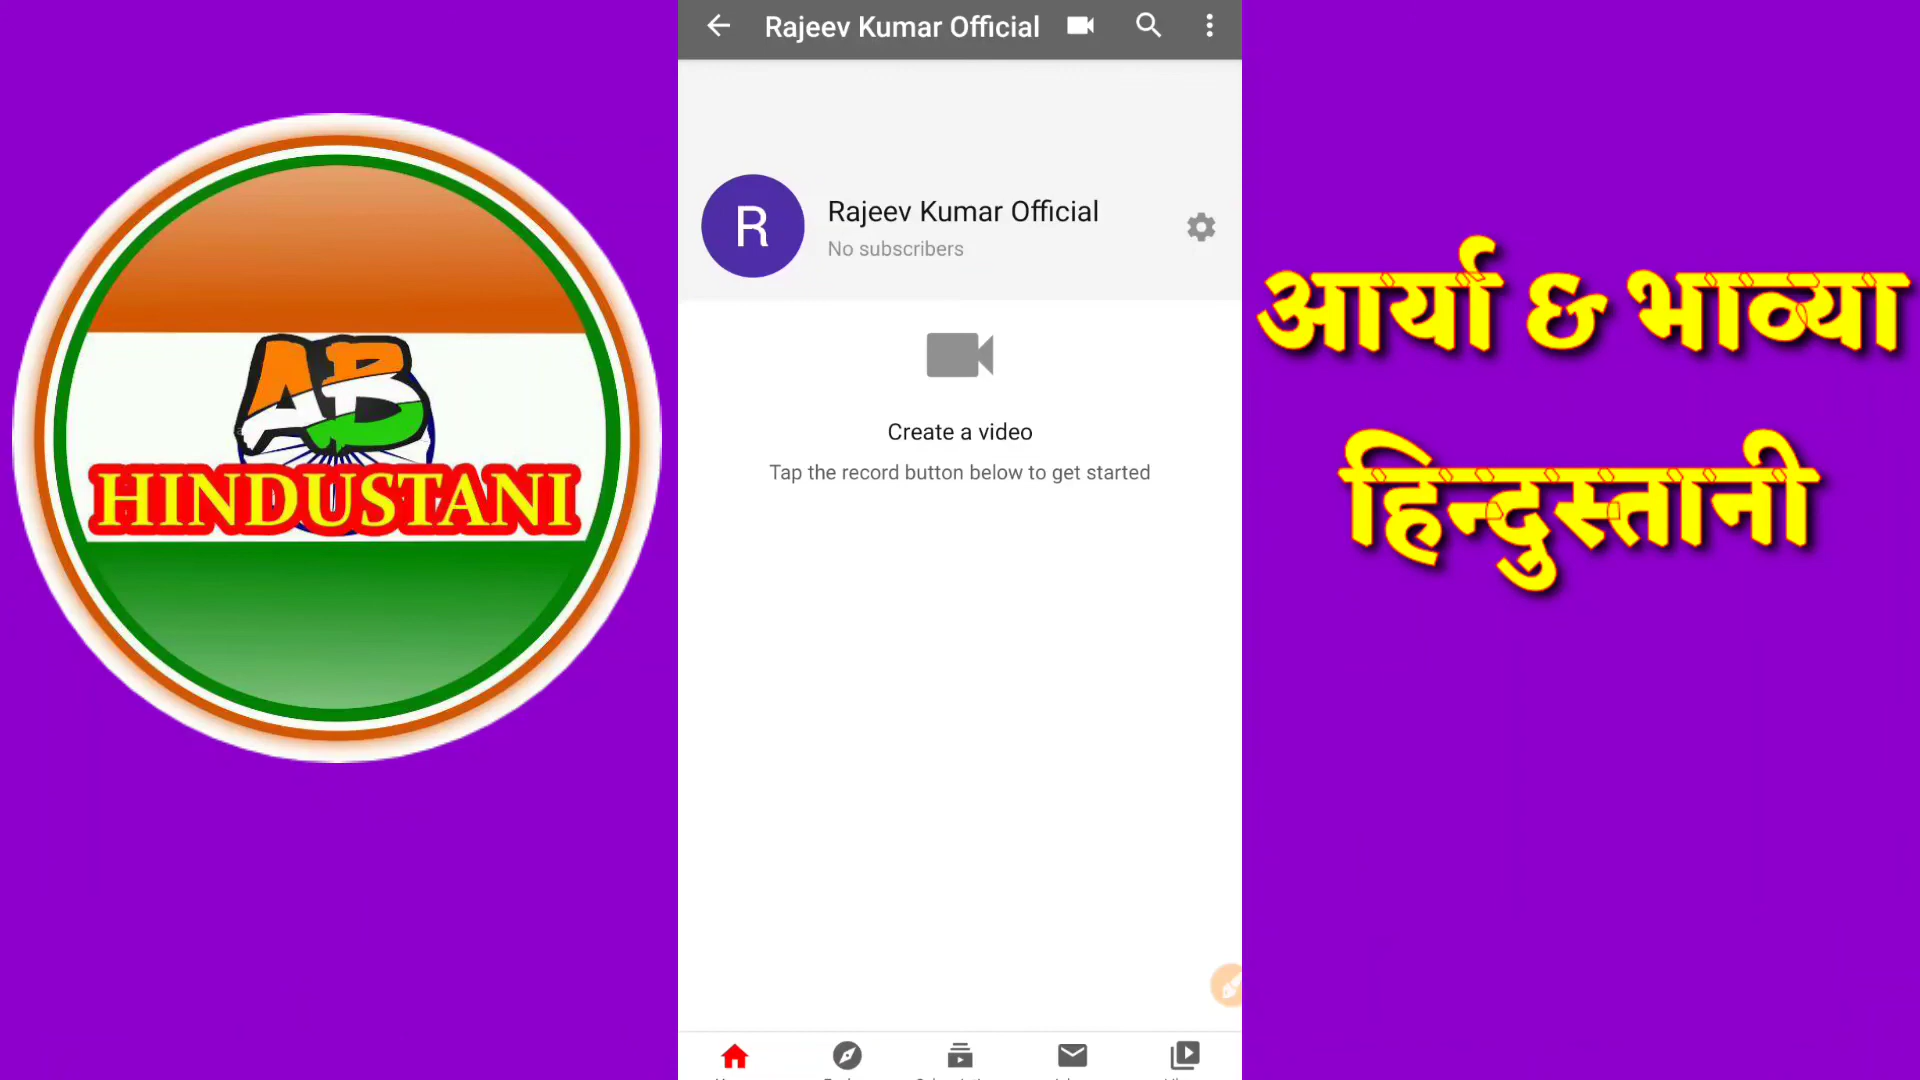 Rajeev Kumar Official
R
Rajeev Kumar Official
No subscribers
Create a video
Tap the record button below to get started
AB
HINDUSTANI
आर्या & भाव्या
हिन्दुस्तानी